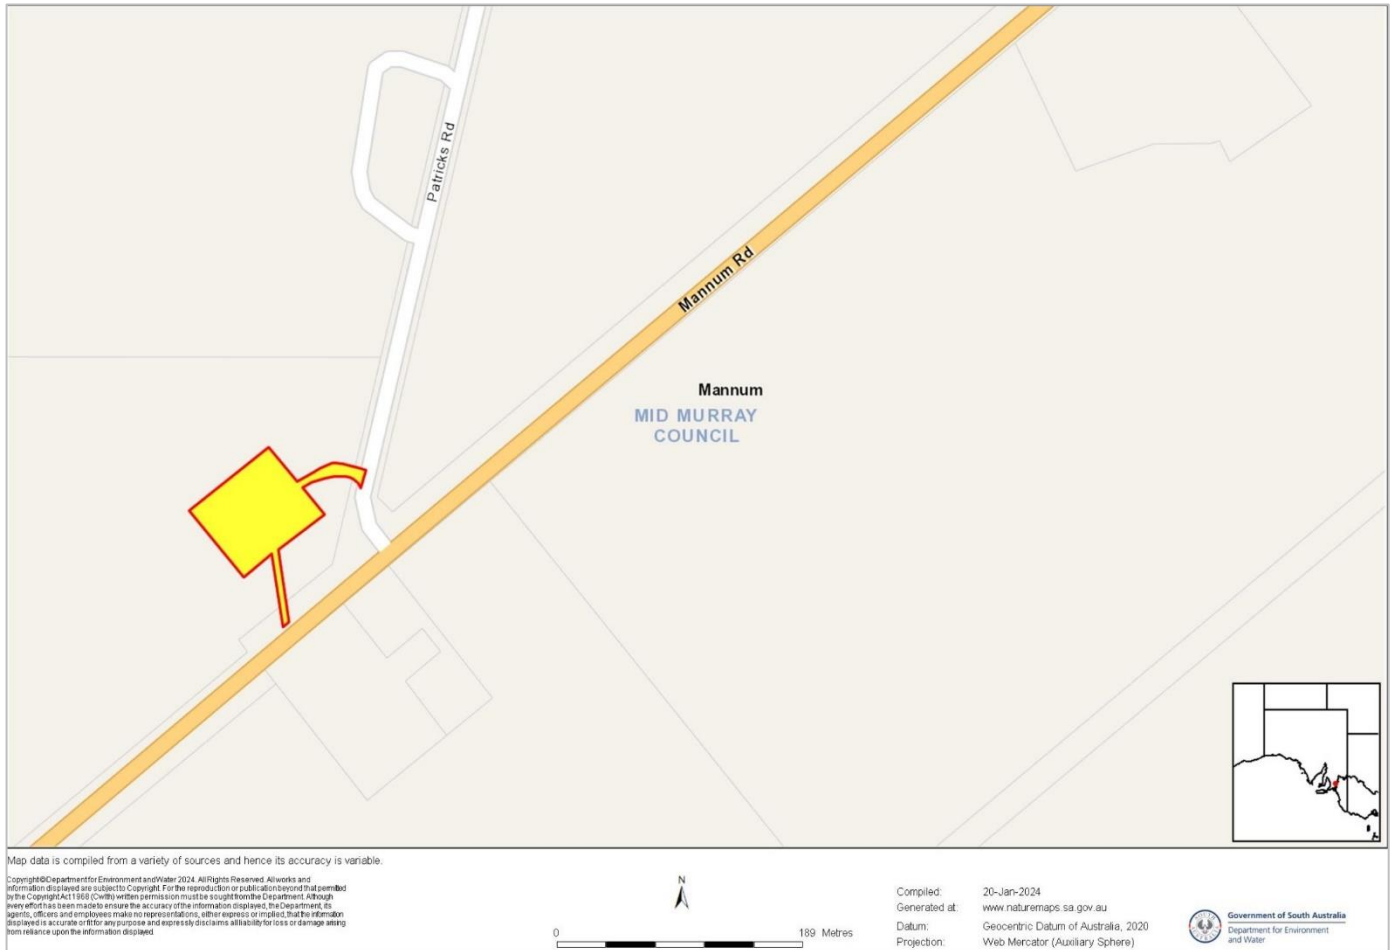 Patricks Rd
Mannum Rd
Mannum
MID MURRAY
COUNCIL
Map data is compiled from a variety of sources and hence its accuracy is variable.
Copyright©Department for Environment and Water 2024. All Rights Reserved. All works and
information displayed are subject to Copyright. For the reproduction or publication beyond that permitted
by the Copyright Act 1968 (Cwlth) written permission must be sought from the Department. Although
every effort has been made to ensure the accuracy of the information displayed, the Department, its
agents, officers and employees make no representations, either express or implied, that the information
displayed is accurate or fit for any purpose and expressly disclaims all liability for loss or damage arising
from reliance upon the information displayed.
N
0 189 Metres
Compiled: 20-Jan-2024
Generated at: www.naturemaps.sa.gov.au
Datum: Geocentric Datum of Australia, 2020
Projection: Web Mercator (Auxiliary Sphere)
Government of South Australia
Department for Environment
and Water